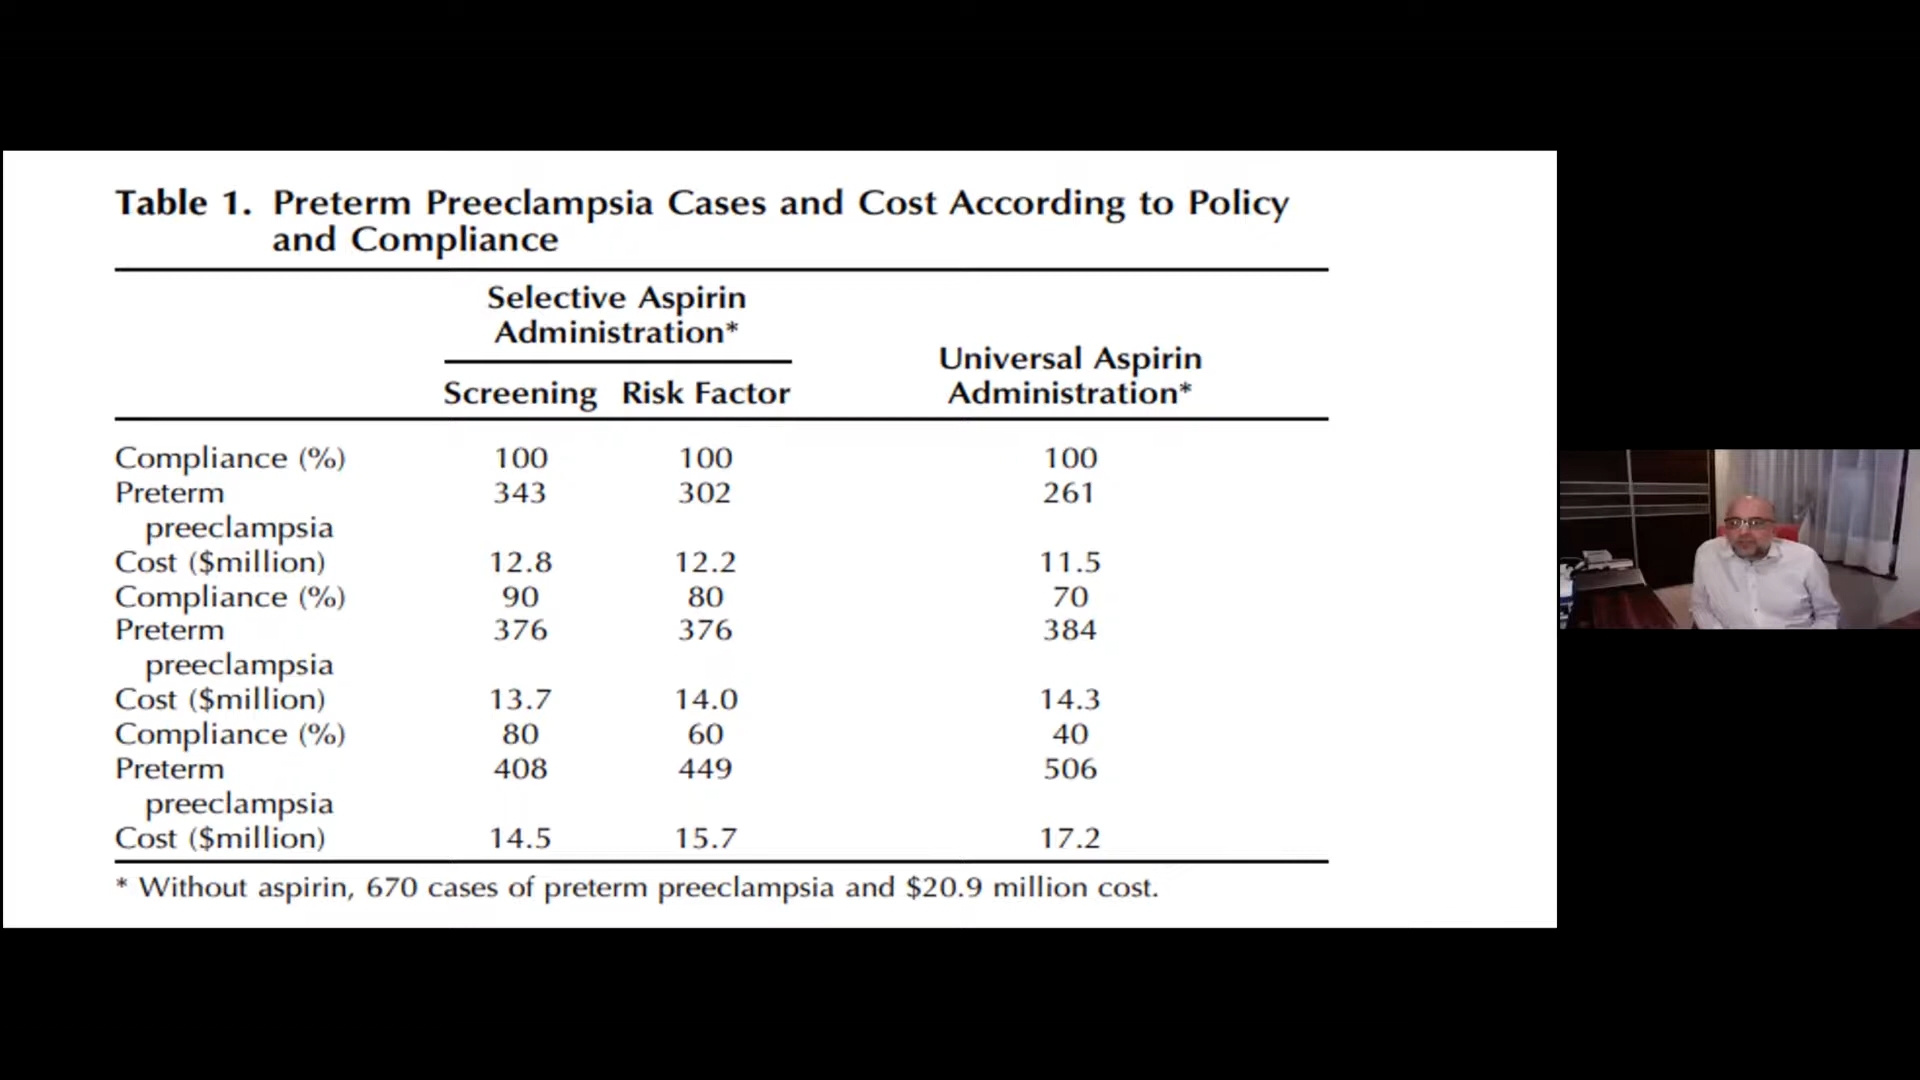 Table 1. Preterm Preeclampsia Cases and Cost According to Policy
and Compliance
Selective Aspirin
Administration*
Universal Aspirin
Administration*
Screening Risk Factor
Compliance (%) 100 100 100
Preterm 343 302 261
preeclampsia
Cost ($million) 12.8 12.2 11.5
Compliance (%) 90 80 70
Preterm 376 376 384
preeclampsia
Cost ($million) 13.7 14.0 14.3
Compliance (%) 80 60 40
Preterm 408 449 506
preeclampsia
Cost ($million) 14.5 15.7 17.2
* Without aspirin, 670 cases of preterm preeclampsia and $20.9 million cost.